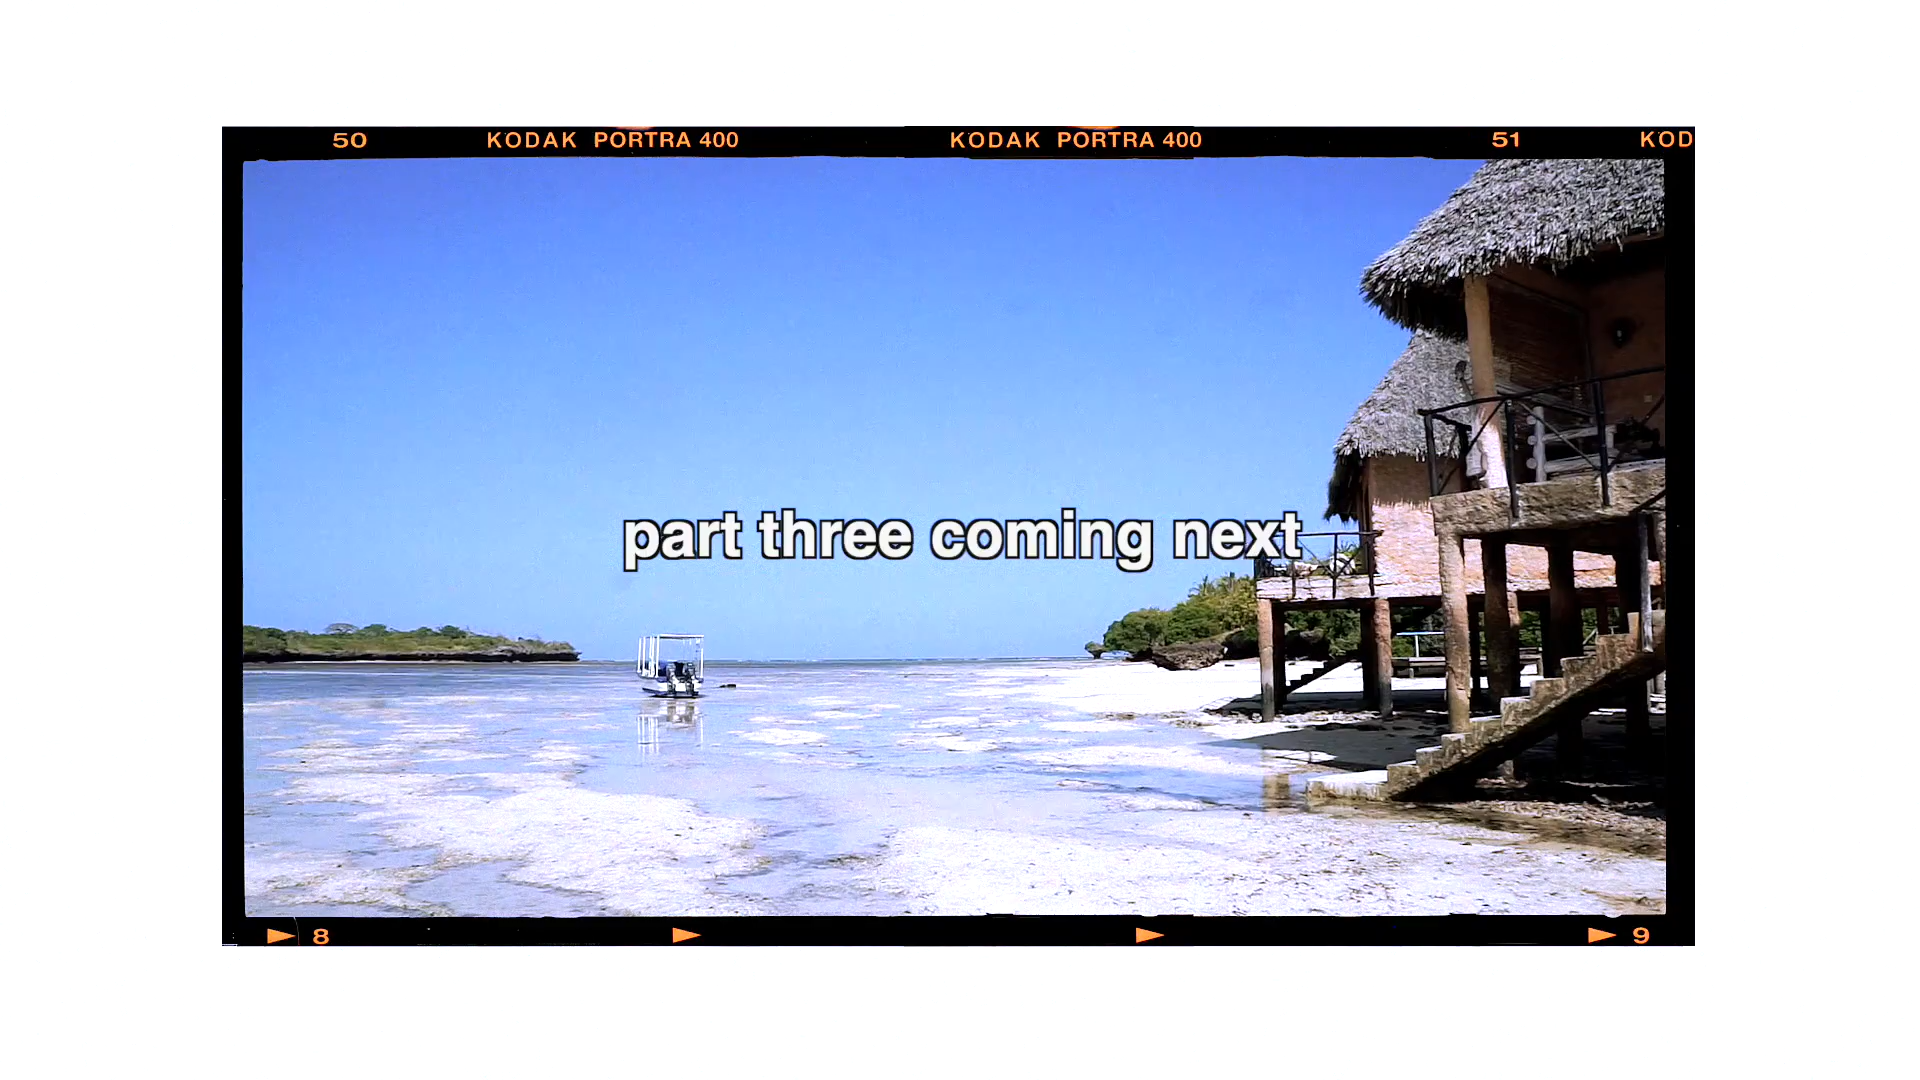 50 KODAK PORTRA 400 KODAK PORTRA 400 51 KOD
part three coming next
8 9